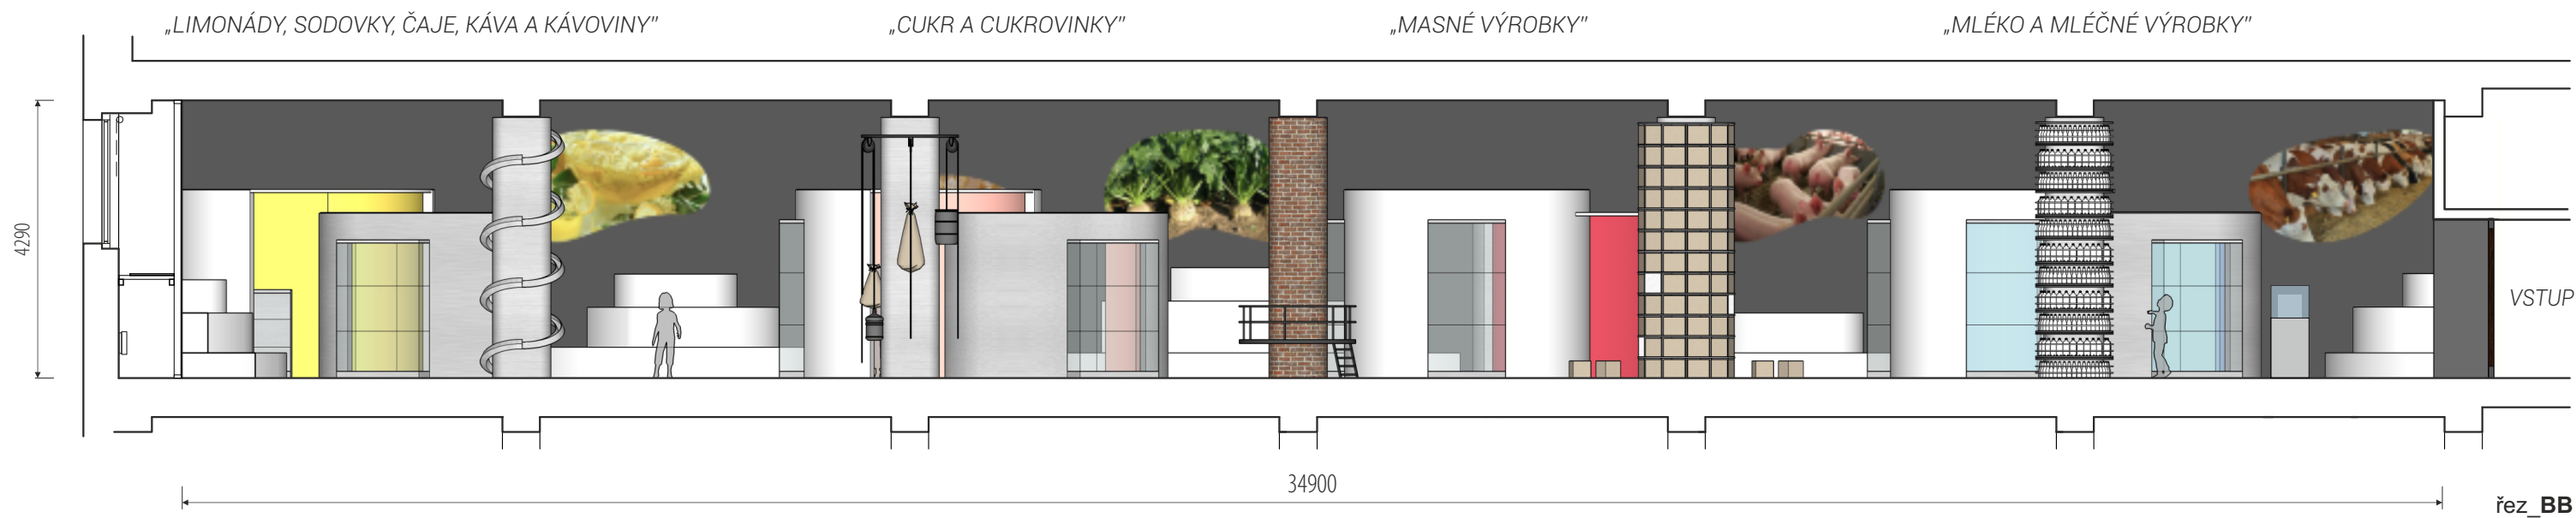 „LIMONÁDY, SODOVKY, ČAJE, KÁVA A KÁVOVINY"
„CUKR A CUKROVINKY"
„MASNÉ VÝROBKY"
„MLÉKO A MLÉČNÉ VÝROBKY"
4290
VSTUP
34900
řez_BB